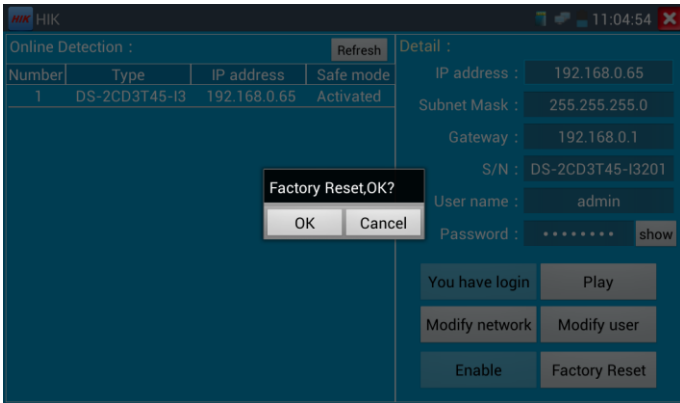 HIK HIK 11:04:54
Online Detection : Refresh
Number Type IP address Safe mode
1 DS-2CD3T45-I3 192.168.0.65 Activated
Detail :
IP address : 192.168.0.65
Subnet Mask : 255.255.255.0
Gateway : 192.168.0.1
S/N : DS-2CD3T45-I3201
User name : admin
Password : •••••••• show
You have login Play
Modify network Modify user
Enable Factory Reset
Factory Reset,OK?
OK Cancel